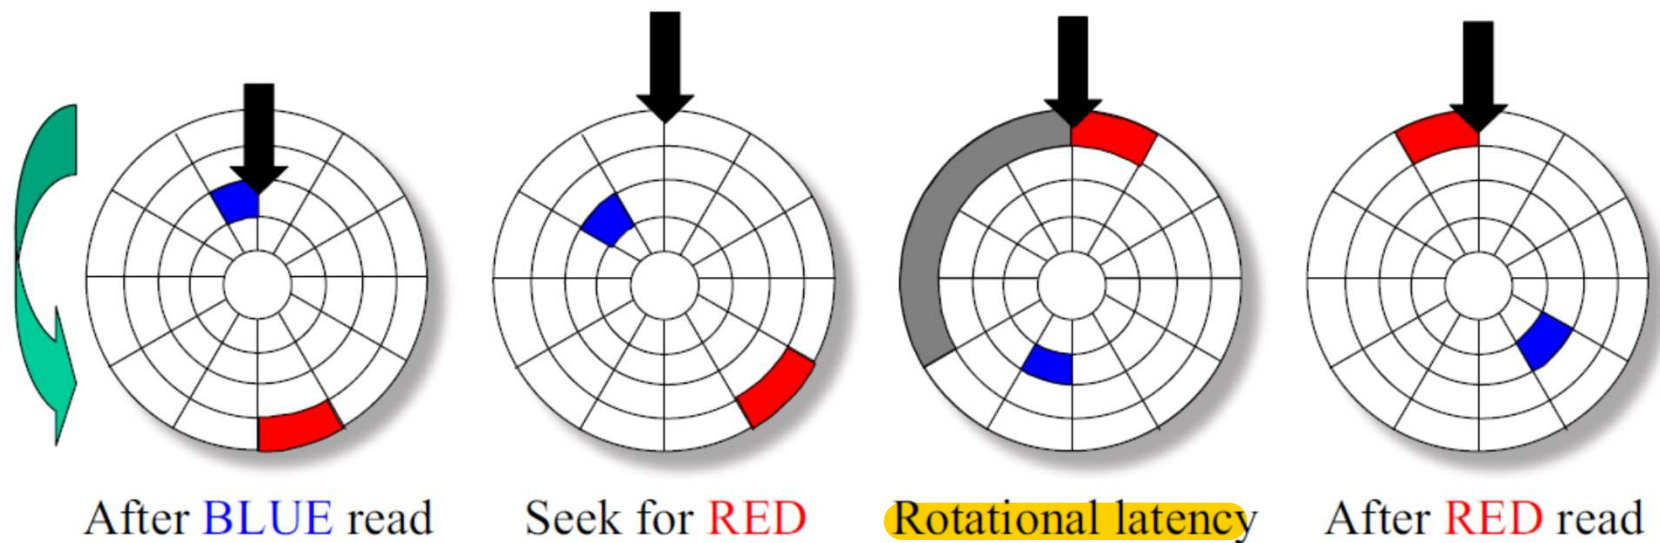 After BLUE read
Seek for RED
Rotational latency
After RED read